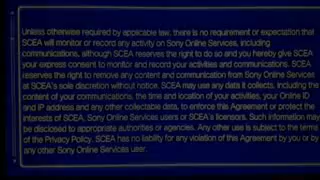 Unless otherwise required by applicable law, there is no requirement or expectation that
SCEA will monitor or record any activity on Sony Online Services, including
communications, although SCEA reserves the right to do so and you hereby give SCEA
your express consent to monitor and record your activities and communications. SCEA
reserves the right to remove any content and communication from Sony Online Services
at SCEA's sole discretion without notice. SCEA may use any data it collects, including the
content of your communications, the time and location of your activities, your Online ID
and IP address and any other collectable data, to enforce this Agreement or protect the
interests of SCEA, Sony Online Services users or SCEA's licensors. Such information may
be disclosed to appropriate authorities or agencies. Any other use is subject to the terms
of the Privacy Policy. SCEA has no liability for any violation of this Agreement by you or by
any other Sony Online Services user.